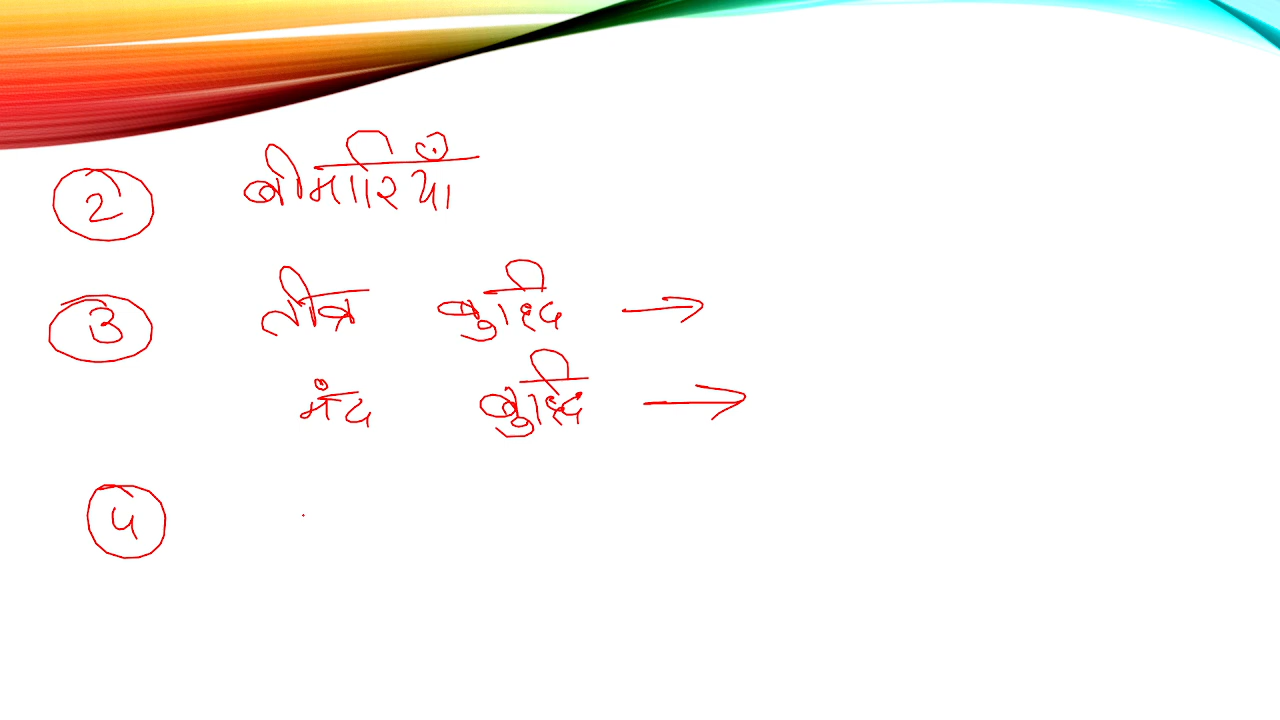 2 बीमारियाँ
3 तीव्र बुद्धि →
मंद बुद्धि →
4